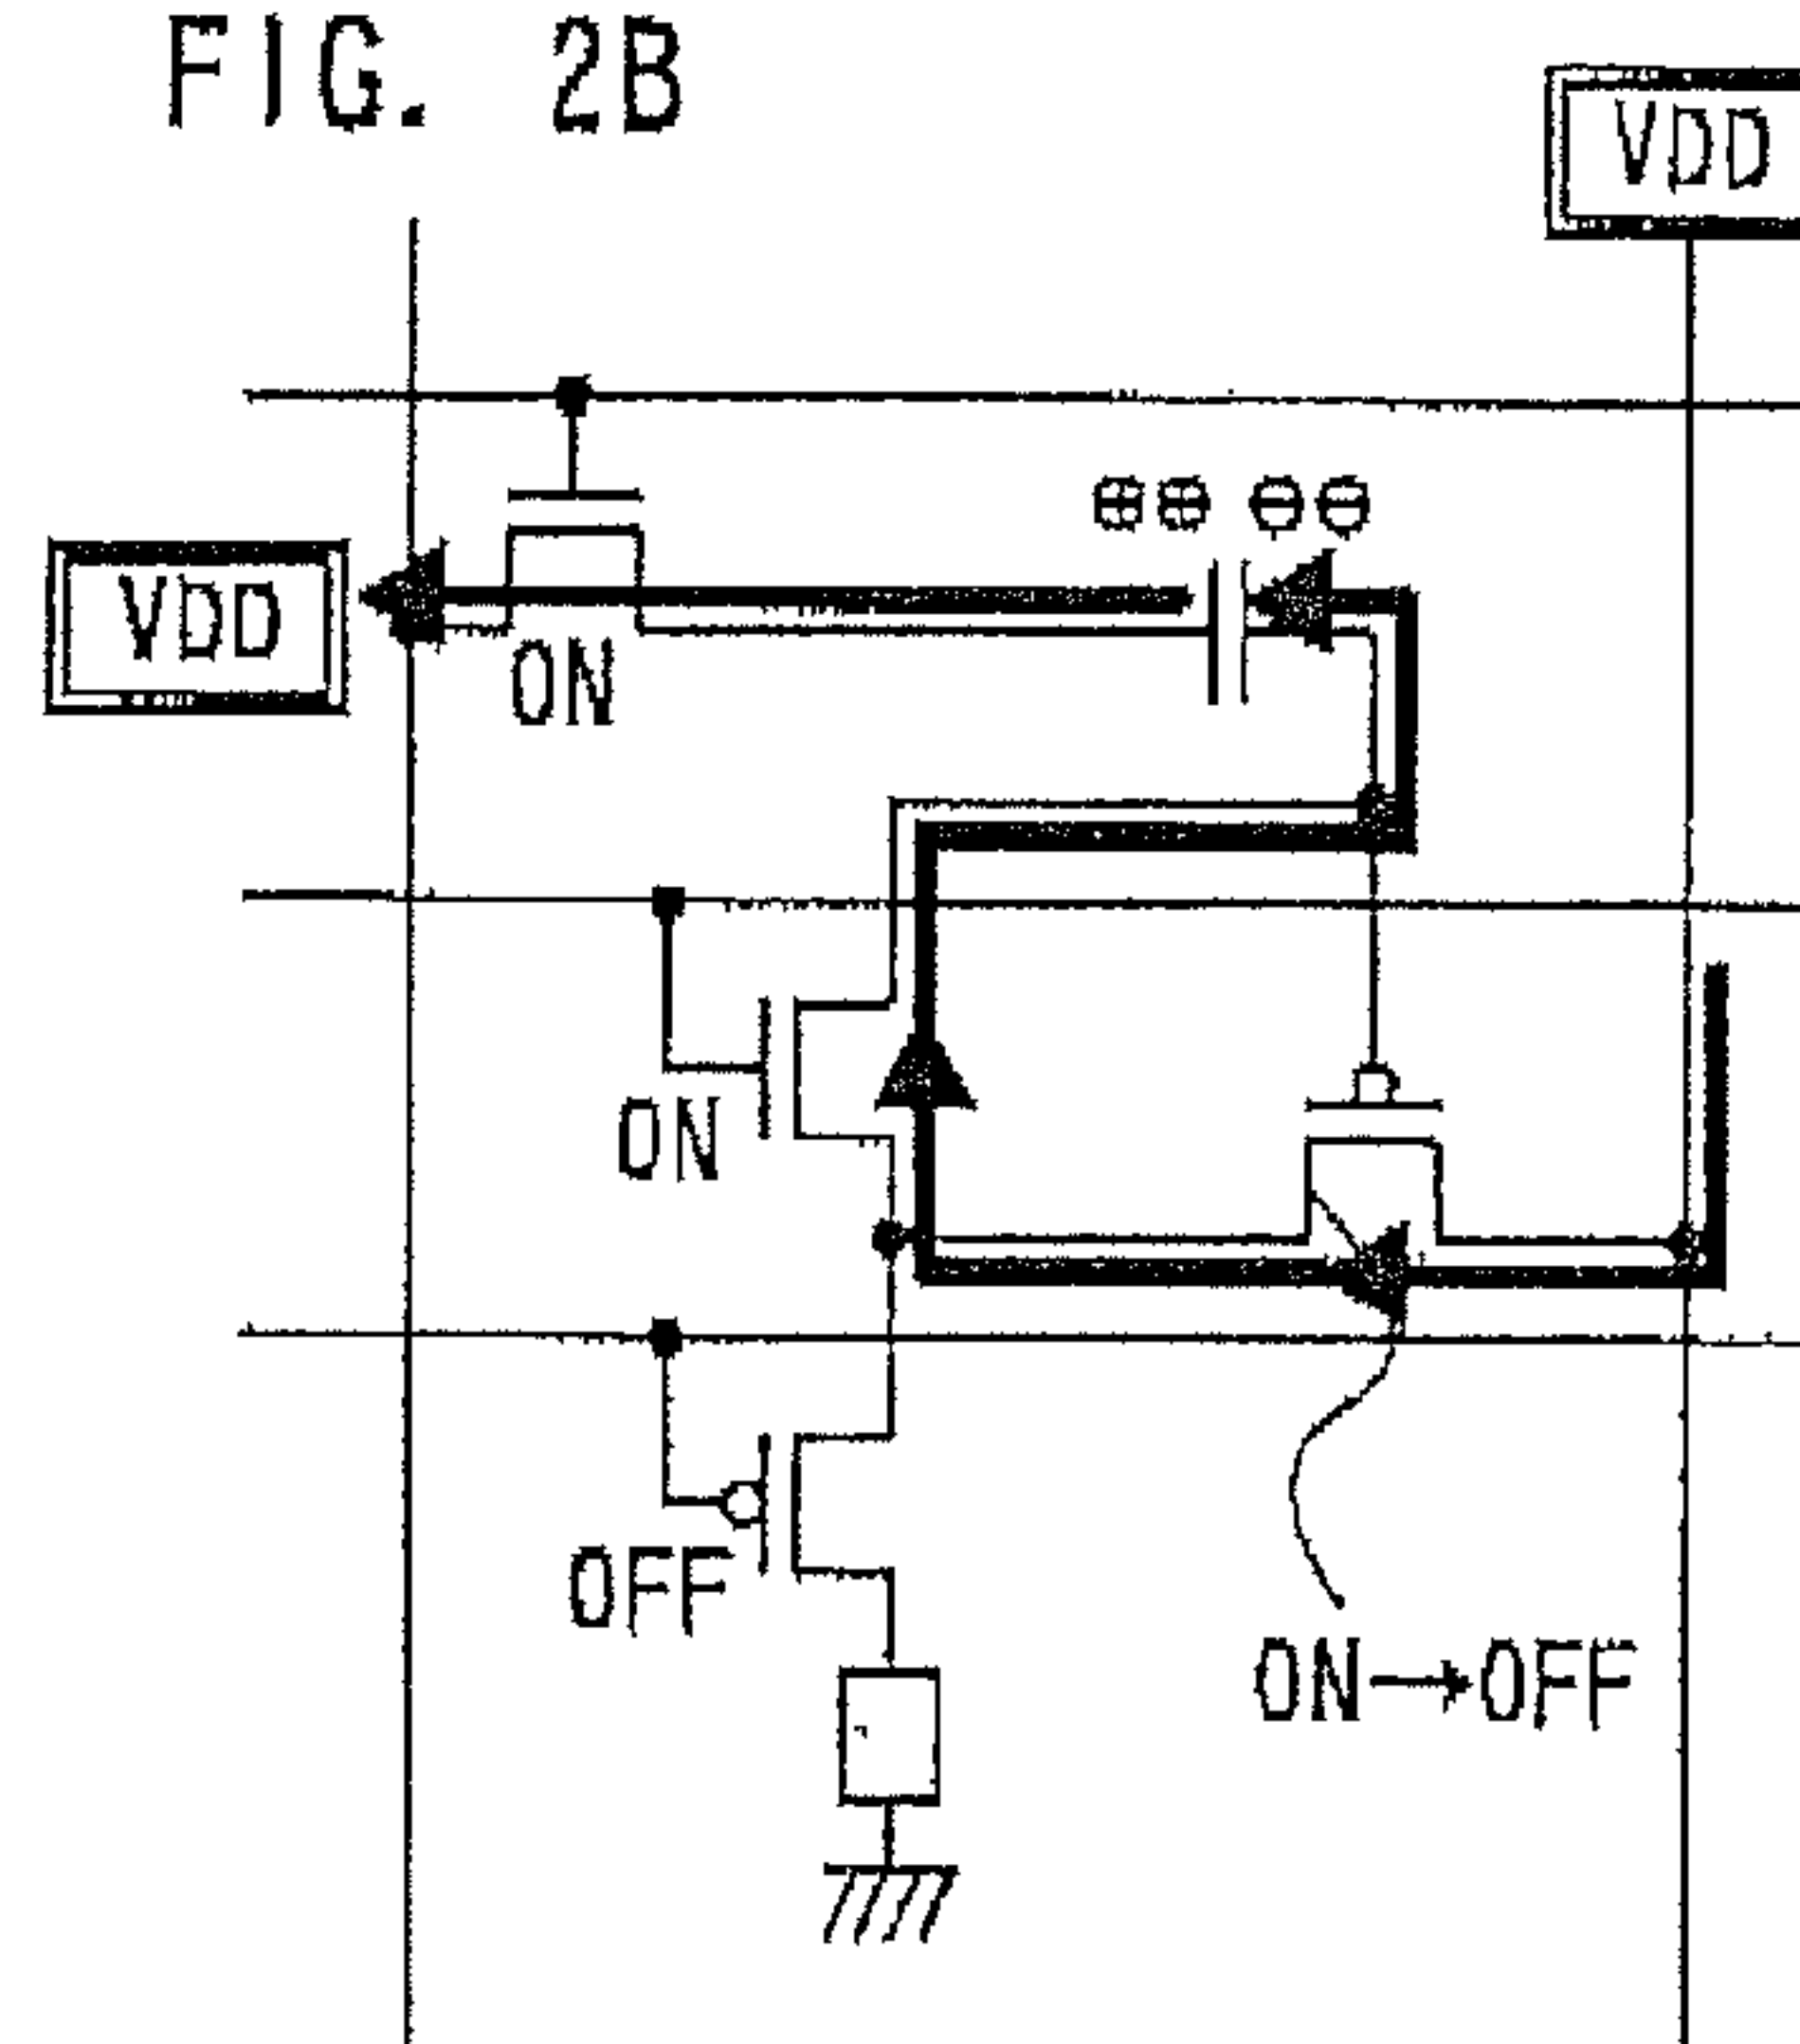 FIG. 2B
VDD
⊕⊕ ⊖⊖
VDD
ON
ON
OFF
ON→OFF